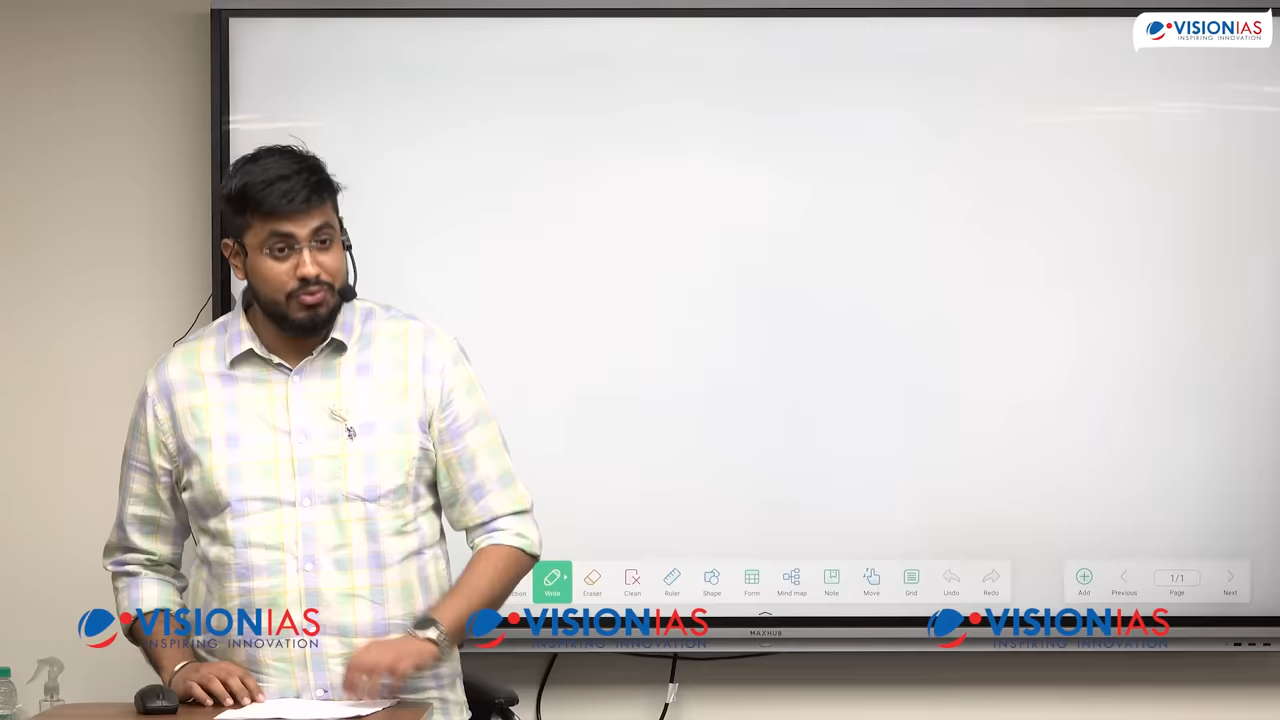 VISIONIAS
INSPIRING INNOVATION
ction Write Eraser Clean Ruler Shape Form Mind map Note Move Grid Undo Redo
1/1
Add Previous Page Next
VISIONIAS
INSPIRING INNOVATION
VISIONIAS
INSPIRING INNOVATION
VISIONIAS
INSPIRING INNOVATION
MAXHUB